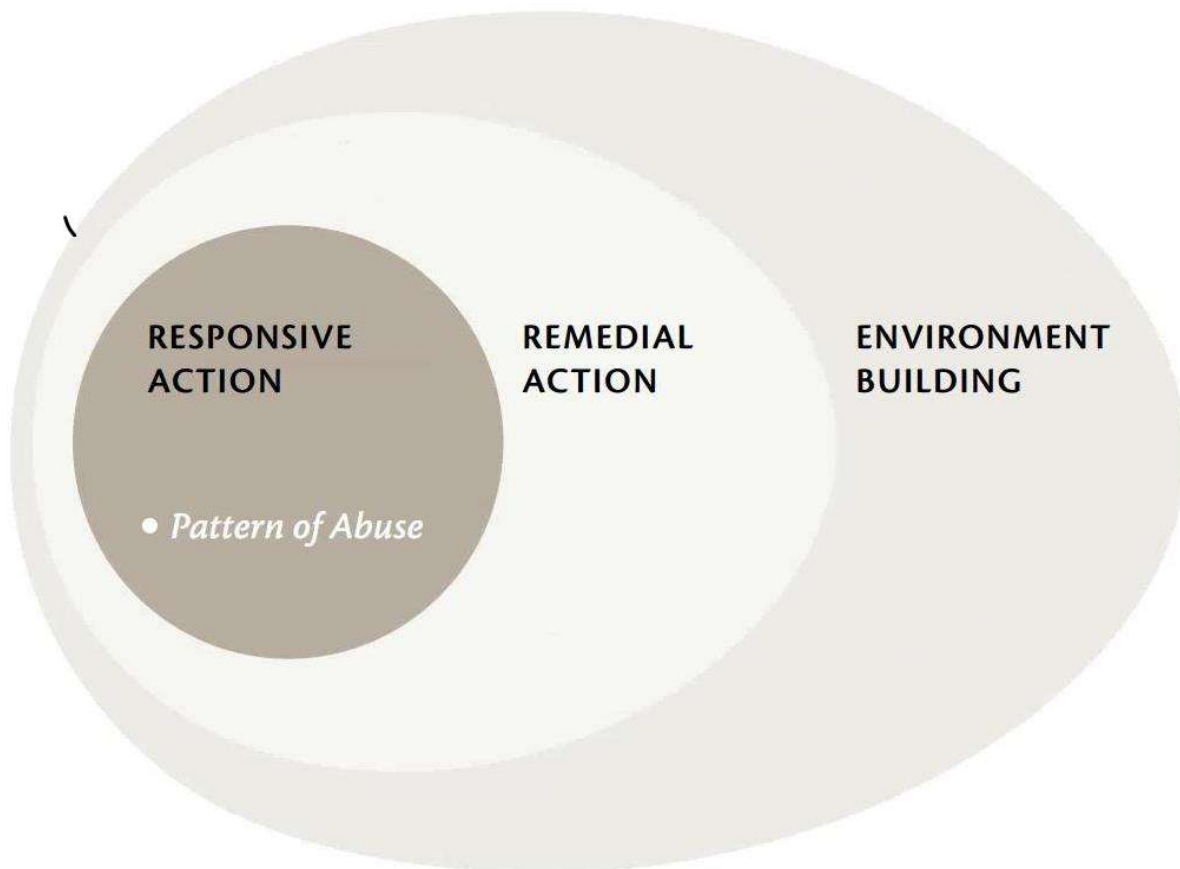 RESPONSIVE
ACTION
REMEDIAL
ACTION
ENVIRONMENT
BUILDING
• Pattern of Abuse